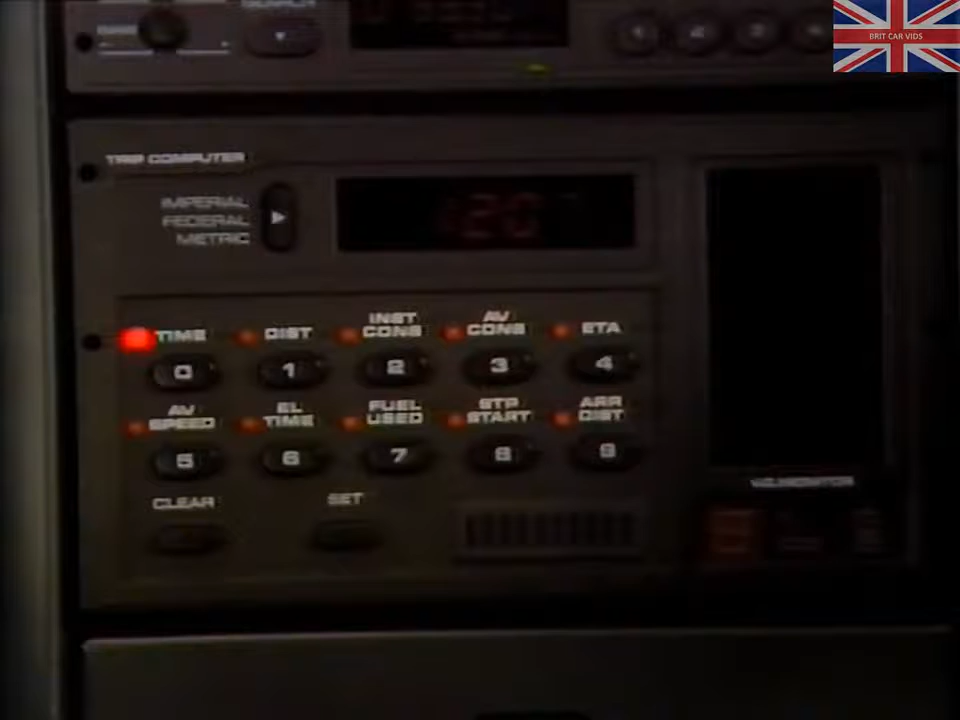 SEARCH
BRIT CAR VIDS
TRIP COMPUTER
IMPERIAL
FEDERAL
METRIC
TIME
DIST
INST
CONS
AV
CONS
ETA
0
1
2
3
4
AV
SPEED
EL
TIME
FUEL
USED
STP
START
ARR
DIST
5
6
7
8
9
CLEAR
SET